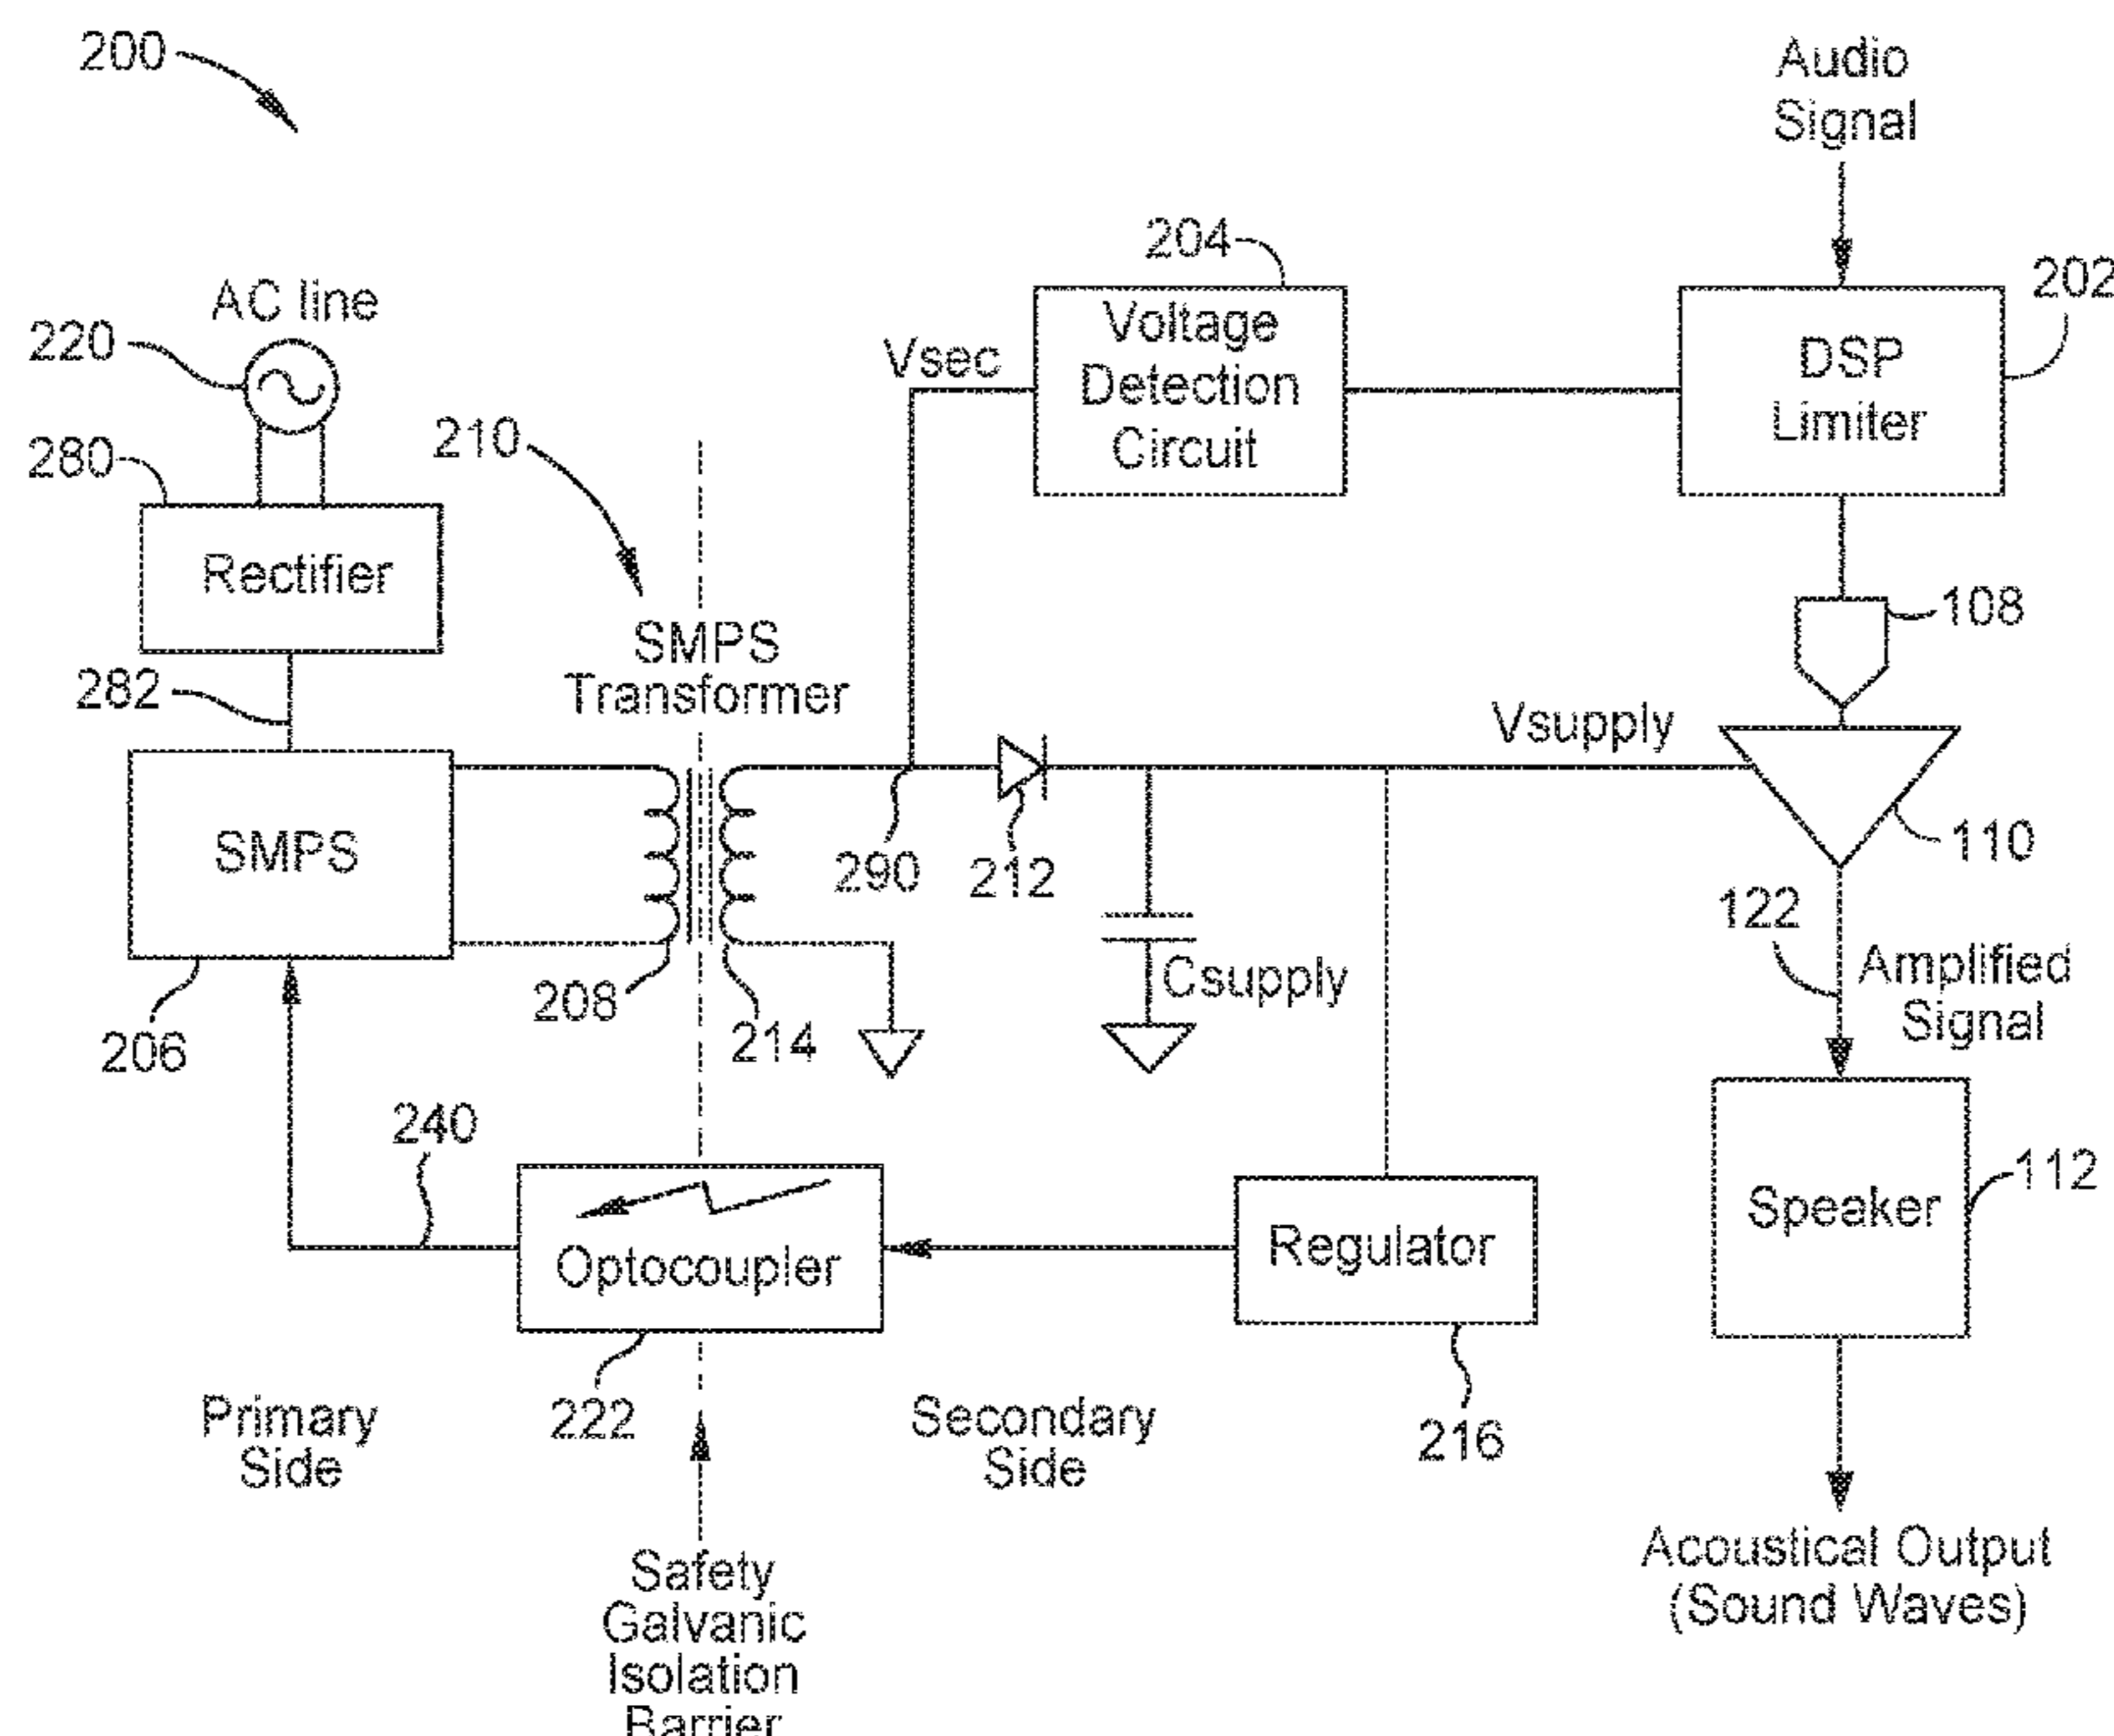 200
Audio
Signal
204
202
AC line
220
Voltage
Detection
Circuit
Vsec
DSP
Limiter
210
280
Rectifier
108
SMPS
Transformer
282
Vsupply
SMPS
290
212
110
122
Amplified
Signal
Csupply
208
214
206
240
Speaker
112
Regulator
Optocoupler
Primary
Side
222
Secondary
Side
216
Safety
Galvanic
Isolation
Barrier
Acoustical Output
(Sound Waves)